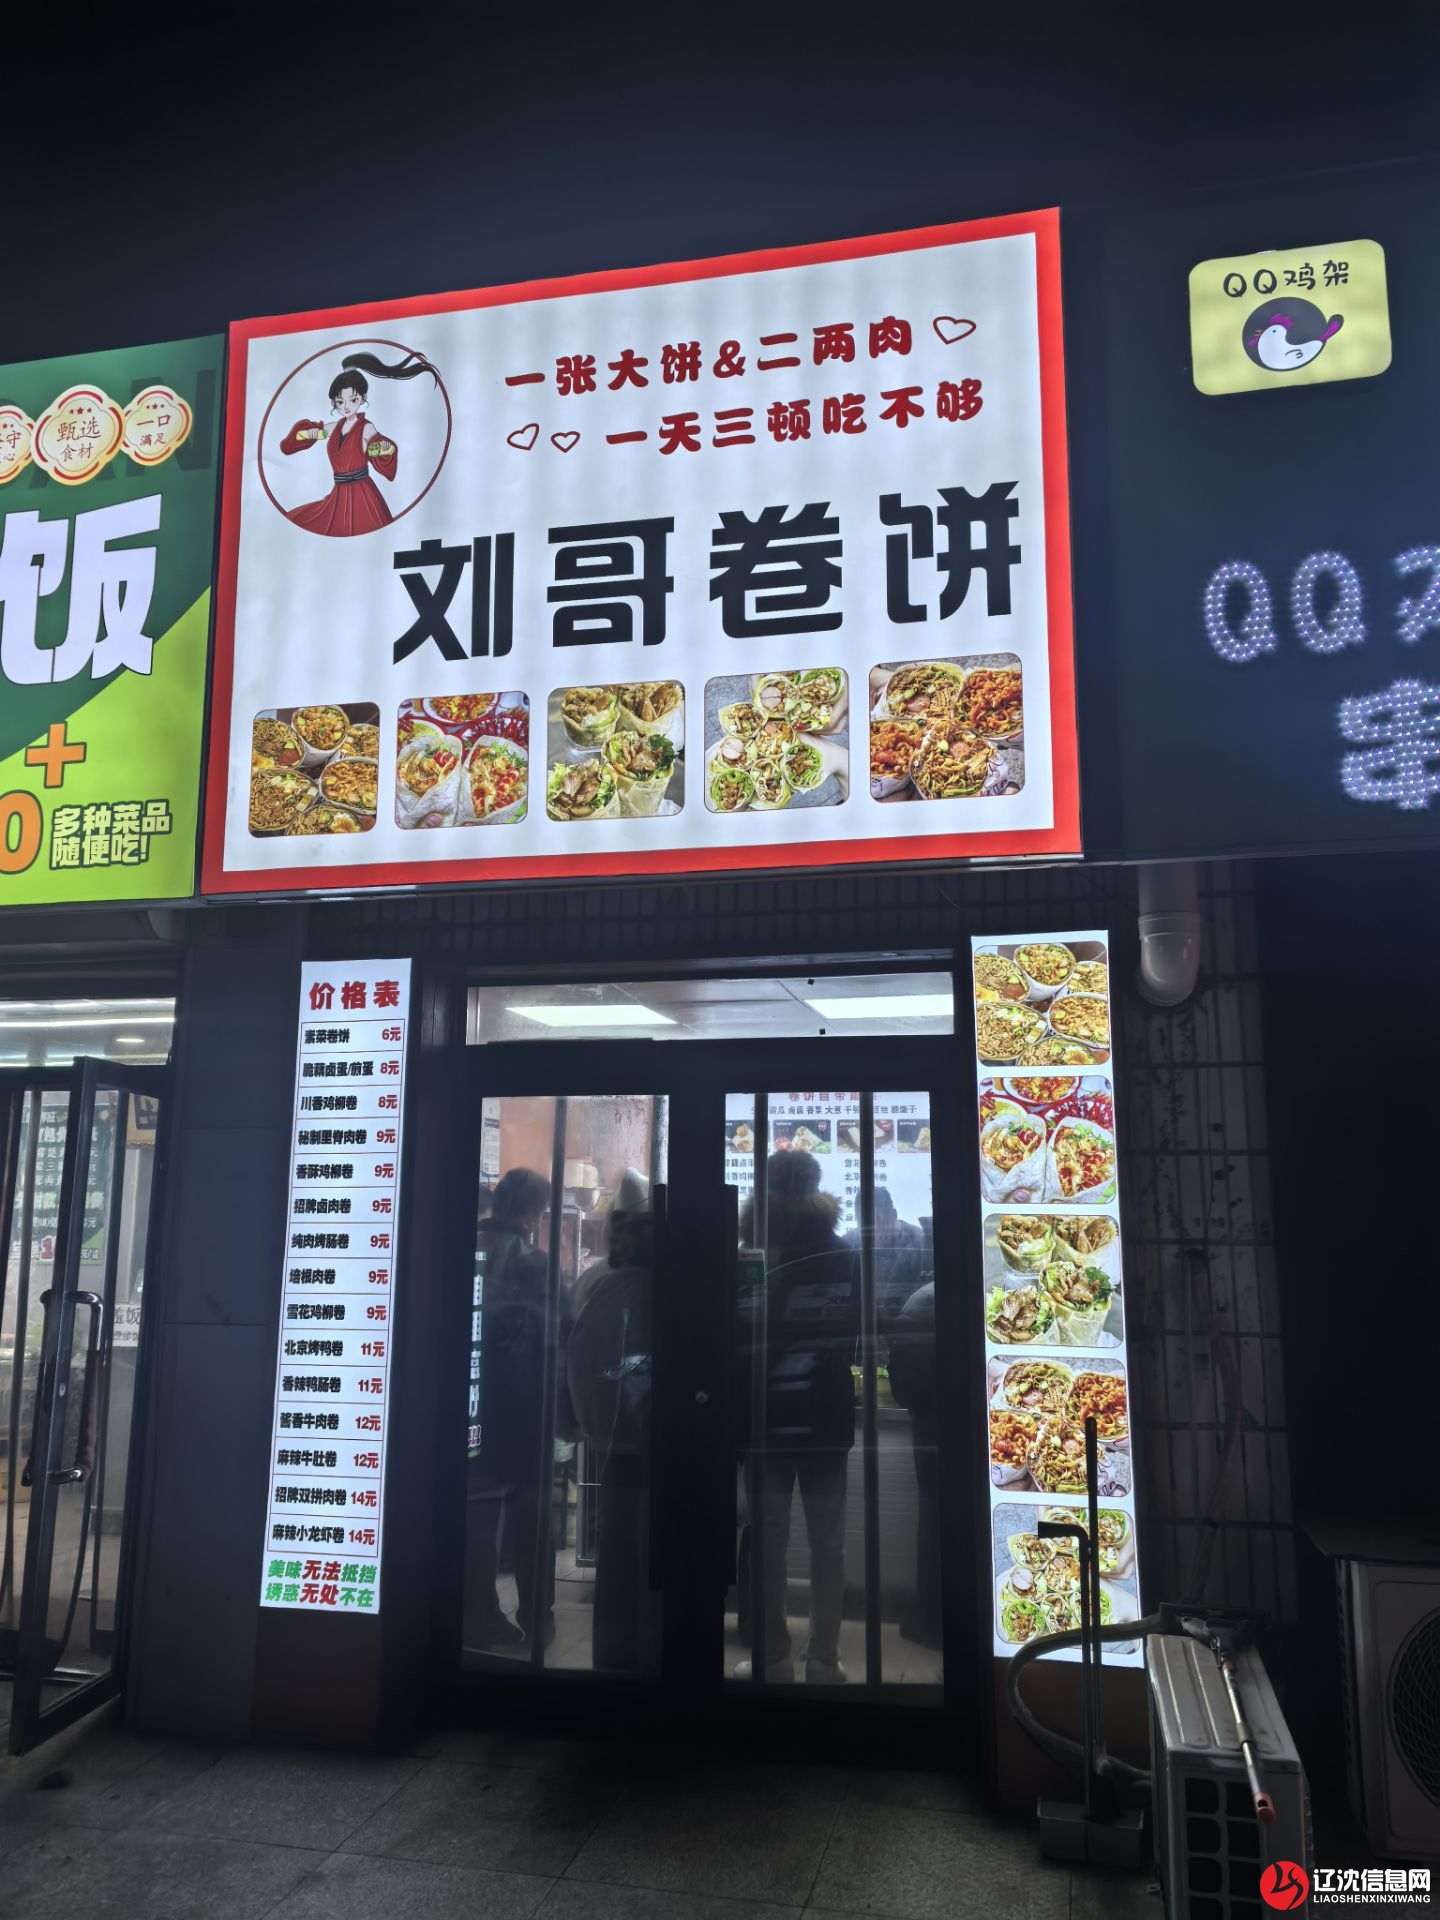 QQ鸡架
一张大饼&二两肉
一天三顿吃不够
刘哥卷饼
甄选
食材
一口
满足
饭
+
0
多种菜品
随便吃!
QQ
串
价格表
素菜卷饼 6元
脆藕卤蛋/煎蛋 8元
川香鸡柳卷 8元
秘制里脊肉卷 9元
香酥鸡柳卷 9元
招牌卤肉卷 9元
纯肉烤肠卷 9元
培根肉卷 9元
雪花鸡柳卷 9元
北京烤鸭卷 11元
香辣鸭肠卷 11元
酱香牛肉卷 12元
麻辣牛肚卷 12元
招牌双拼肉卷 14元
麻辣小龙虾卷 14元
美味无法抵挡
诱惑无处不在
辽沈信息网
LIAOSHENXINXIWANG